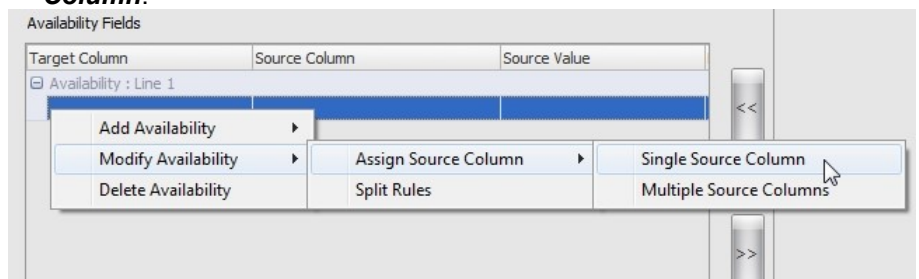 Column.
Availability Fields
Target Column Source Column Source Value
Availability : Line 1
<<
Add Availability
Modify Availability Assign Source Column Single Source Column
Delete Availability Split Rules Multiple Source Columns
>>